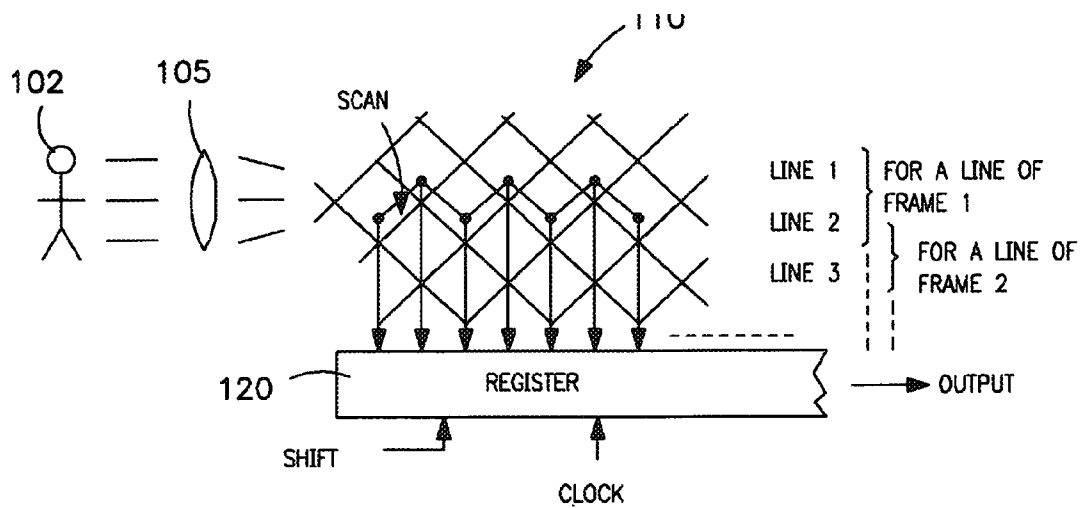 110
102
105
SCAN
LINE 1
FOR A LINE OF
FRAME 1
LINE 2
FOR A LINE OF
FRAME 2
LINE 3
120
REGISTER
OUTPUT
SHIFT
CLOCK